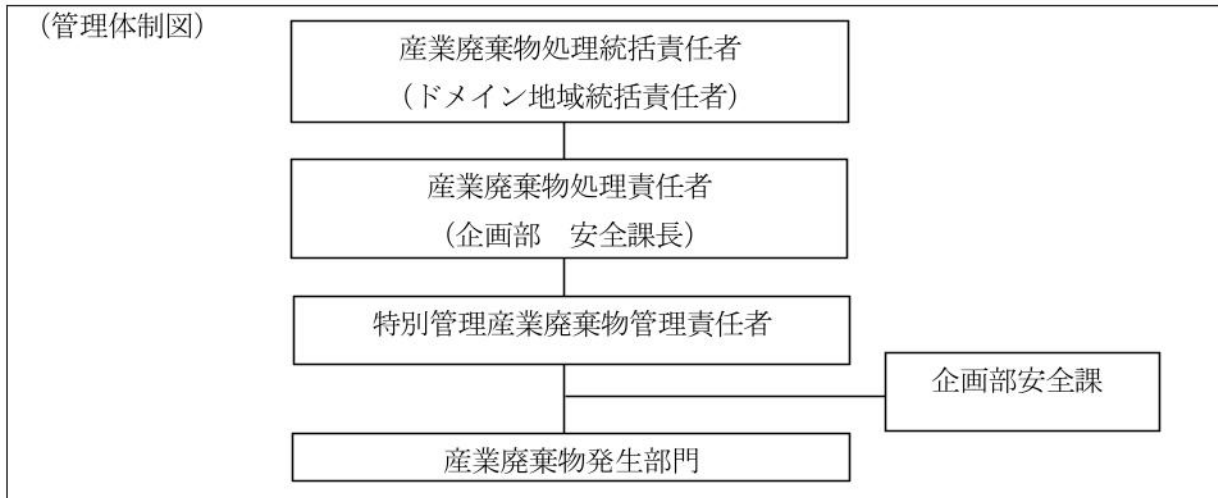 （管理体制図）
産業廃棄物処理統括責任者
（ドメイン地域統括責任者）
産業廃棄物処理責任者
（企画部　安全課長）
特別管理産業廃棄物管理責任者
企画部安全課
産業廃棄物発生部門